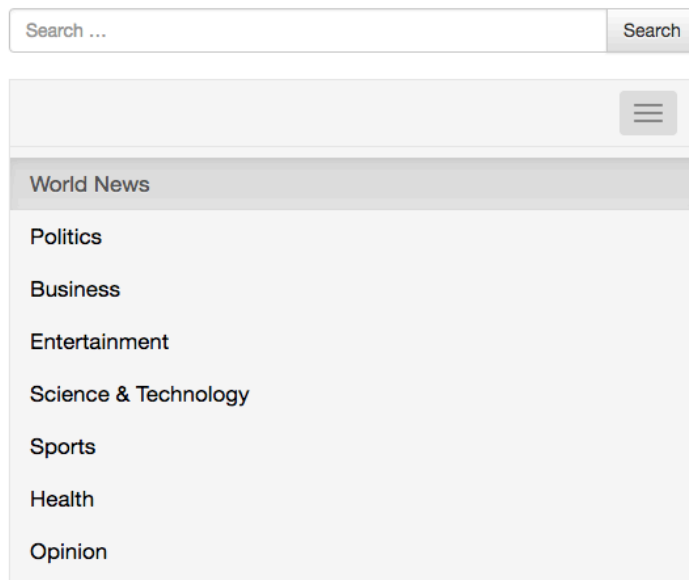 Search ...
Search
World News
Politics
Business
Entertainment
Science & Technology
Sports
Health
Opinion